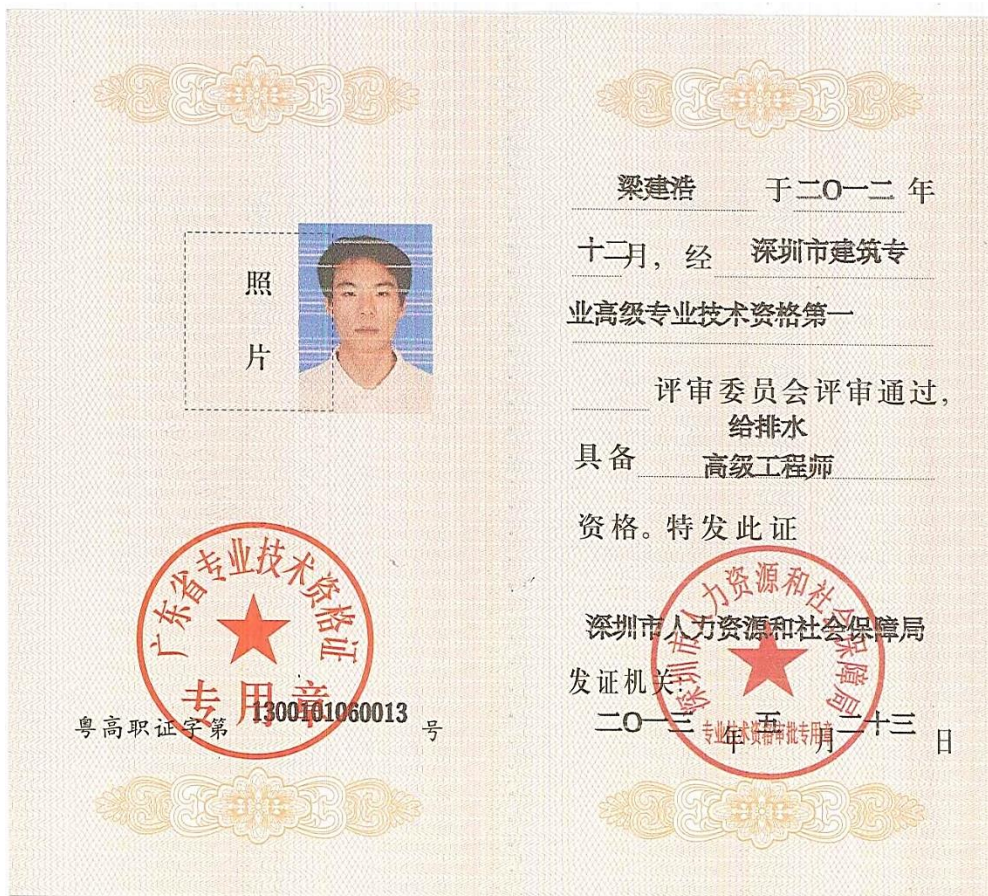 照
片
广东省专业技术资格证
专用章
粤高职证字第 1300101060013 号
梁建浩 于二〇一二 年
十二月，经 深圳市建筑专
业高级专业技术资格第一
评审委员会评审通过，
给排水
具备 高级工程师
资格。特发此证
深圳市人力资源和社会保障局
深圳市人力资源和社会保障局
发证机关：
专业技术资格审批专用章
二〇一三 年 五 月 二十三 日